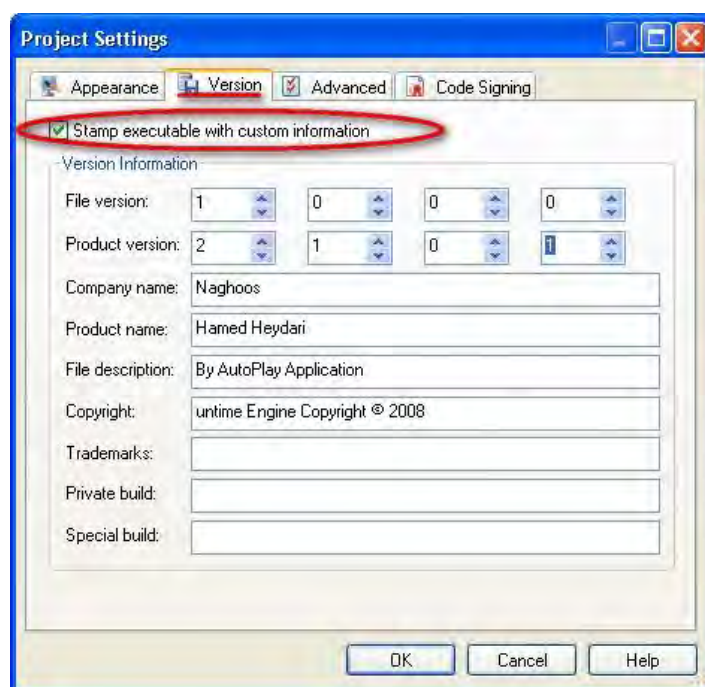 Project Settings
Appearance Version Advanced Code Signing
Stamp executable with custom information
Version Information
File version: 1 0 0 0
Product version: 2 1 0 1
Company name: Naghoos
Product name: Hamed Heydari
File description: By AutoPlay Application
Copyright: untime Engine Copyright © 2008
Trademarks:
Private build:
Special build:
OK Cancel Help